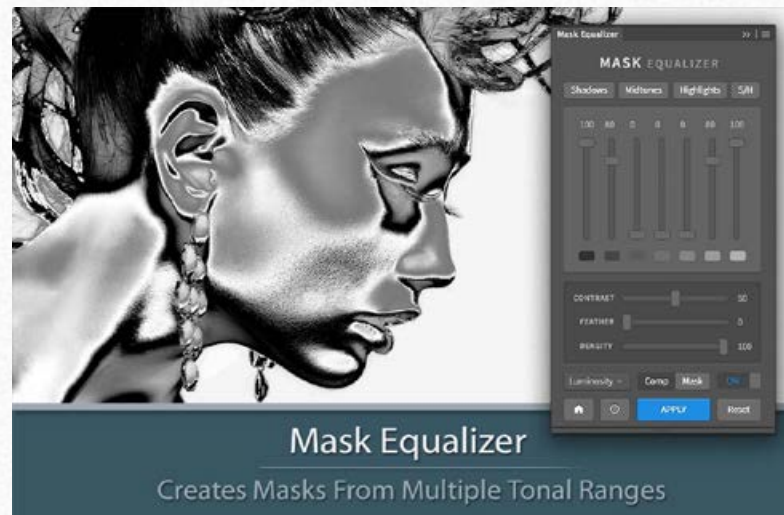 Mask Equalizer
MASK EQUALIZER
Shadows Midtones Highlights S/H
100 80 0 0 0 80 100
CONTRAST 50
FEATHER 0
DENSITY 100
Luminosity Comp Mask ON
APPLY Reset
Mask Equalizer
Creates Masks From Multiple Tonal Ranges